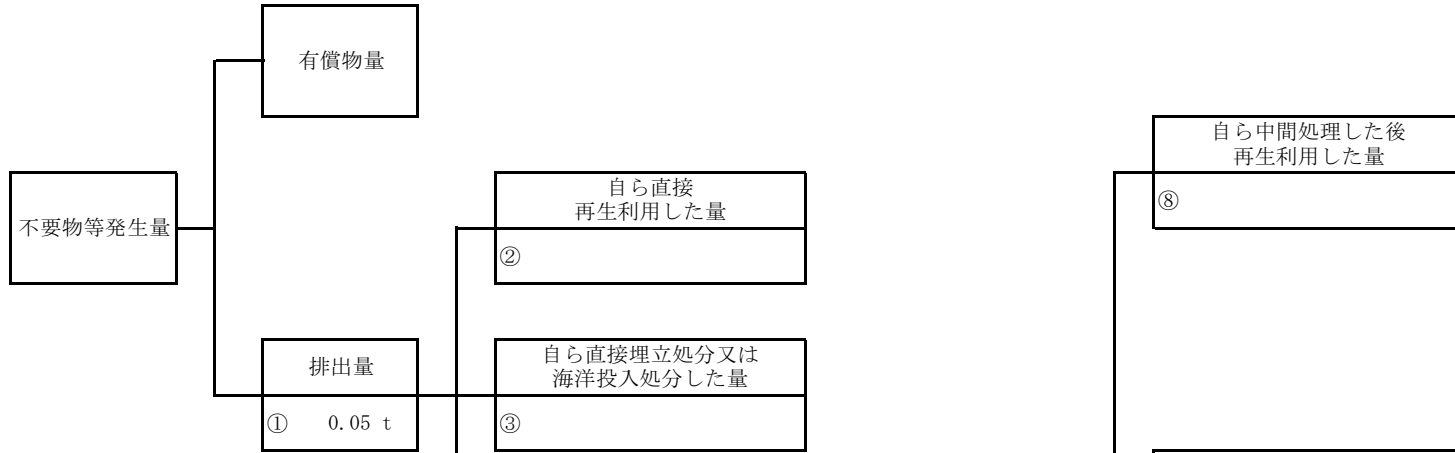 有償物量
自ら中間処理した後
再生利用した量
⑧
不要物等発生量
自ら直接
再生利用した量
②
排出量
① 0.05 t
自ら直接埋立処分又は
海洋投入処分した量
③